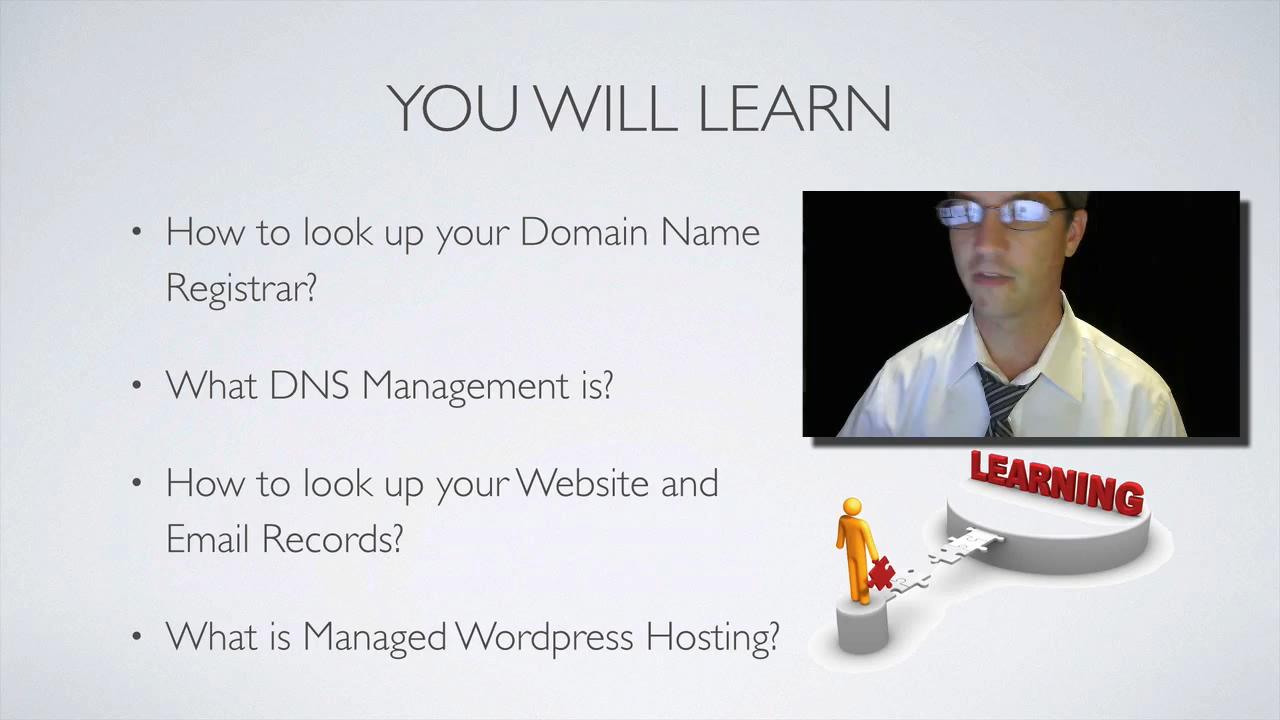 YOU WILL LEARN
• How to look up your Domain Name
Registrar?
• What DNS Management is?
• How to look up your Website and
Email Records?
• What is Managed Wordpress Hosting?
LEARNING